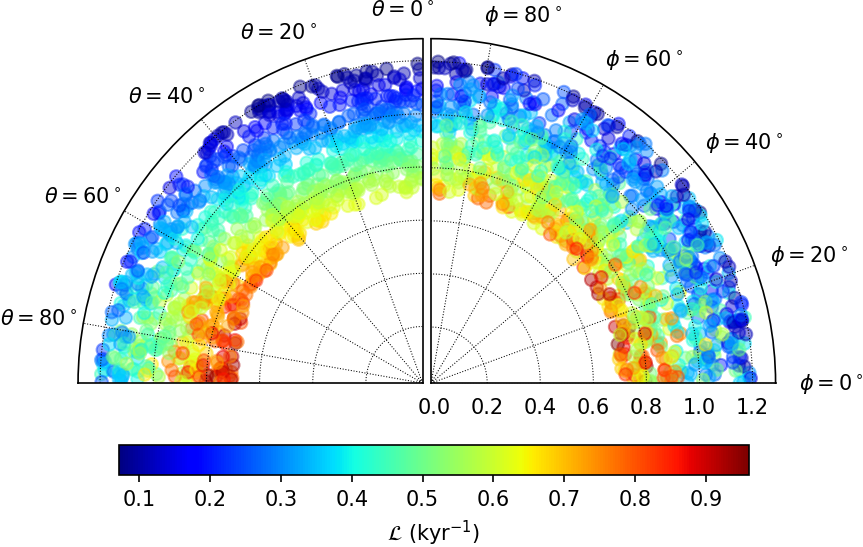 θ = 0°
θ = 20°
θ = 40°
θ = 60°
θ = 80°
ϕ = 80°
ϕ = 60°
ϕ = 40°
ϕ = 20°
ϕ = 0°
0.0 0.2 0.4 0.6 0.8 1.0 1.2
0.1 0.2 0.3 0.4 0.5 0.6 0.7 0.8 0.9
ℒ (kyr⁻¹)